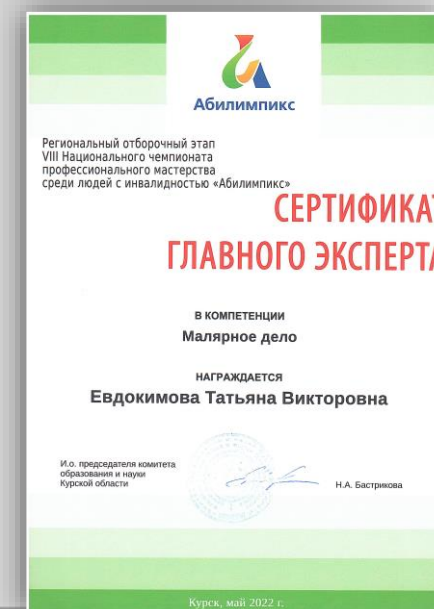 Абилимпикс
Региональный отборочный этап
VIII Национального чемпионата
профессионального мастерства
среди людей с инвалидностью «Абилимпикс»
СЕРТИФИКАТ
ГЛАВНОГО ЭКСПЕРТА
В КОМПЕТЕНЦИИ
Малярное дело
НАГРАЖДАЕТСЯ
Евдокимова Татьяна Викторовна
И.о. председателя комитета
образования и науки
Курской области
Н.А. Бастрикова
Курск, май 2022 г.